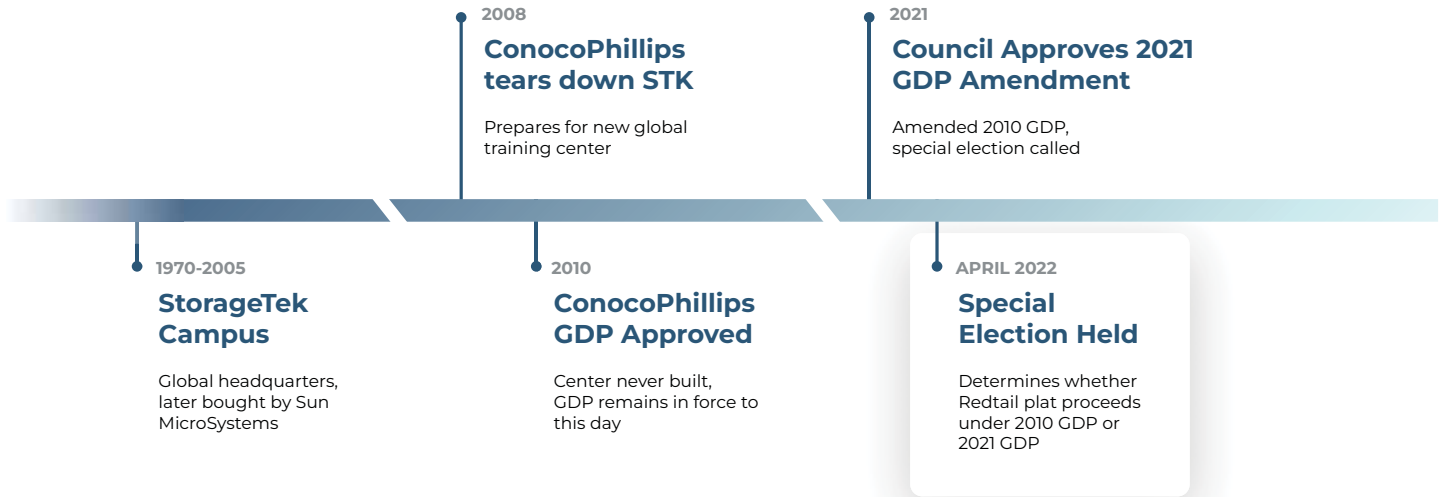 2008
ConocoPhillips
tears down STK
Prepares for new global
training center
2021
Council Approves 2021
GDP Amendment
Amended 2010 GDP,
special election called
1970-2005
StorageTek
Campus
Global headquarters,
later bought by Sun
MicroSystems
2010
ConocoPhillips
GDP Approved
Center never built,
GDP remains in force to
this day
APRIL 2022
Special
Election Held
Determines whether
Redtail plat proceeds
under 2010 GDP or
2021 GDP